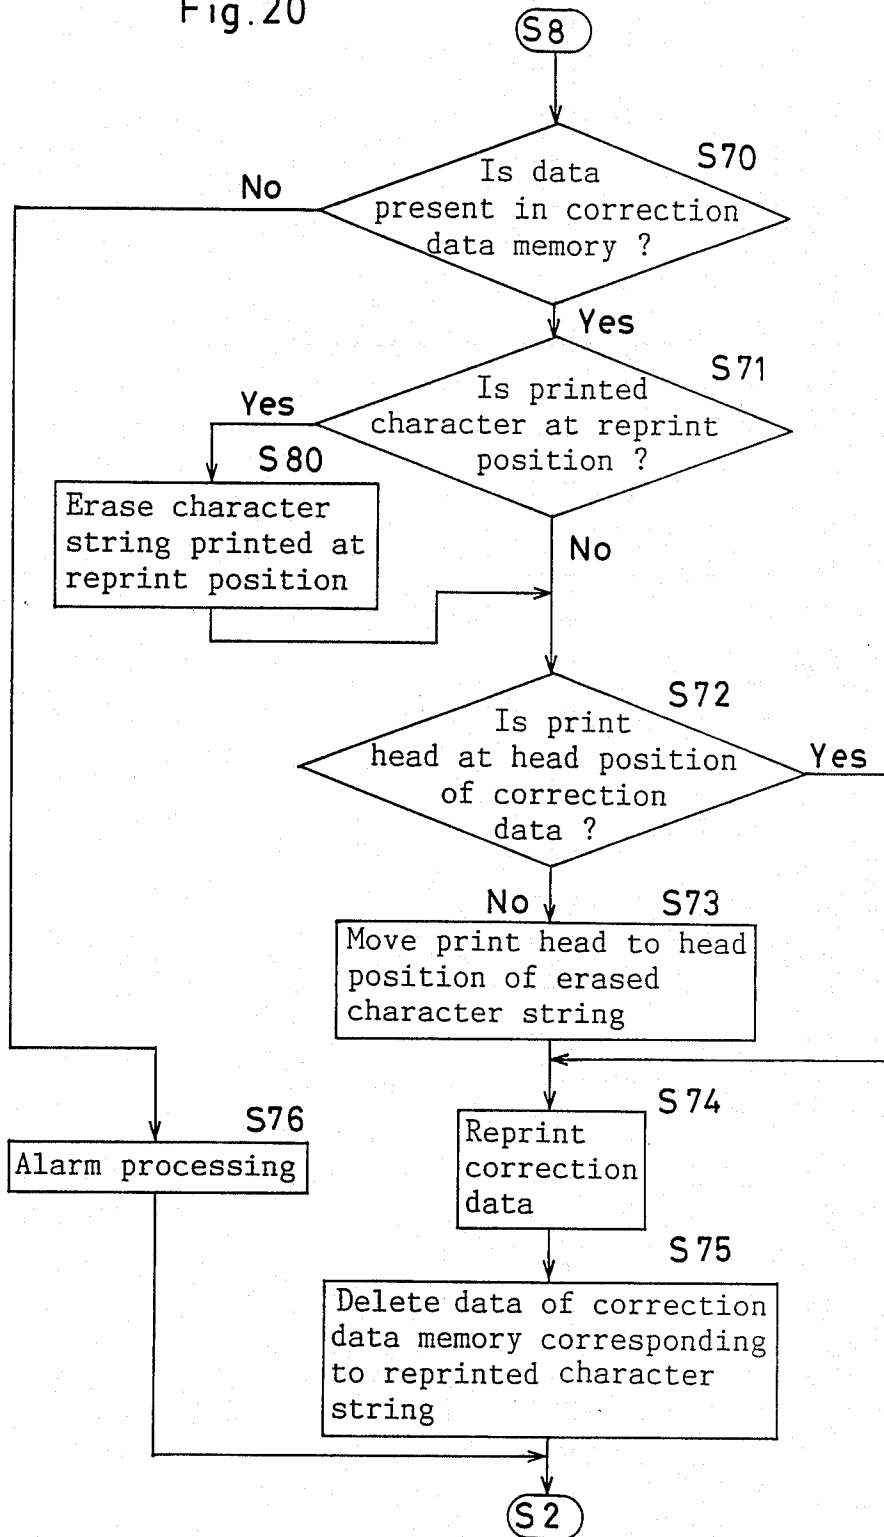 Fig.20
S8
S70
Is data
present in correction
data memory ?
No
Yes
S71
Is printed
character at reprint
position ?
Yes
S80
Erase character
string printed at
reprint position
No
S72
Is print
head at head position
of correction
data ?
Yes
No
S73
Move print head to head
position of erased
character string
S74
Reprint
correction
data
S76
Alarm processing
S75
Delete data of correction
data memory corresponding
to reprinted character
string
S2